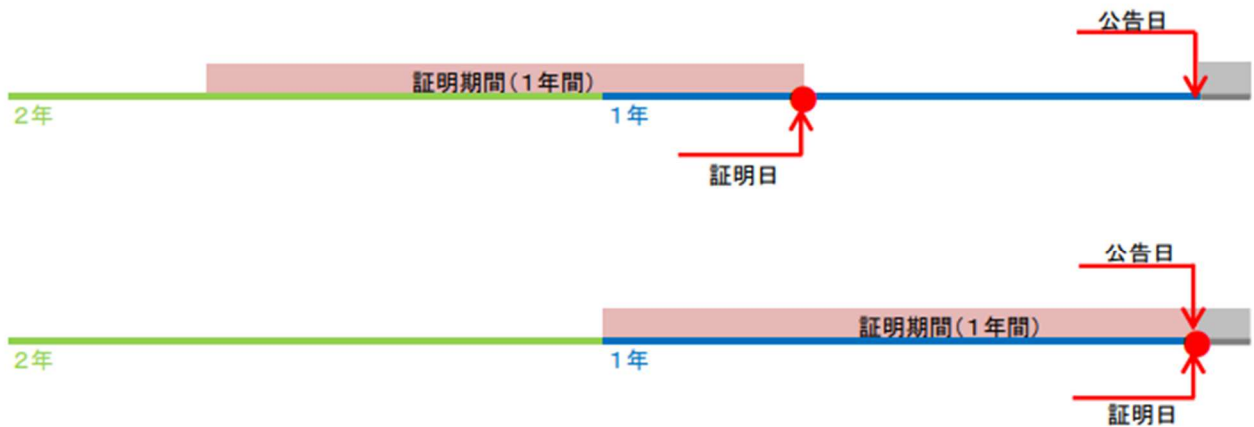 公告日
証明期間(1年間)
2年
1年
証明日
公告日
証明期間(1年間)
2年
1年
証明日